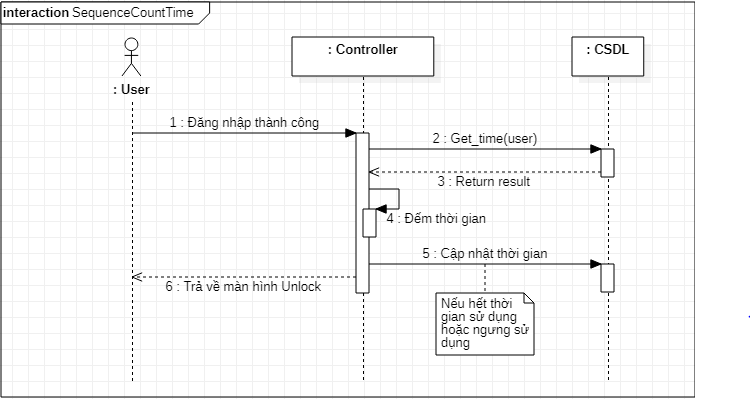 interaction SequenceCountTime
: Controller
: CSDL
: User
1 : Đăng nhập thành công
2 : Get_time(user)
3 : Return result
4 : Đếm thời gian
5 : Cập nhật thời gian
6 : Trả về màn hình Unlock
Nếu hết thời
gian sử dụng
hoặc ngưng sử
dụng